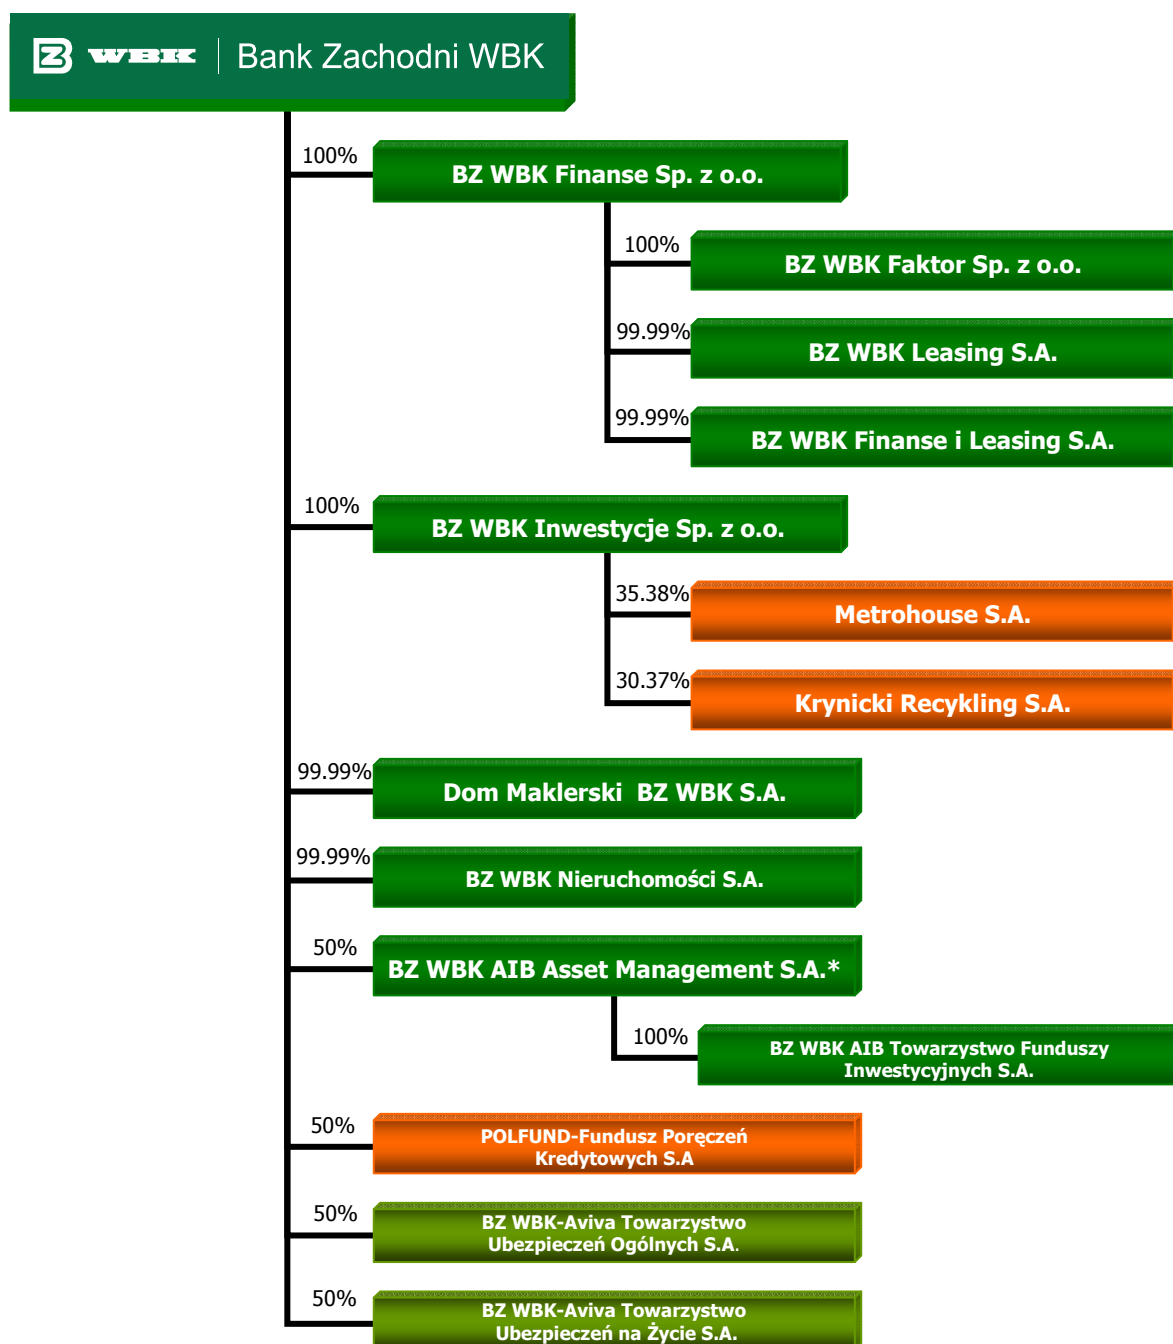 BZ WBK | Bank Zachodni WBK
100%
BZ WBK Finanse Sp. z o.o.
100%
BZ WBK Faktor Sp. z o.o.
99.99%
BZ WBK Leasing S.A.
99.99%
BZ WBK Finanse i Leasing S.A.
100%
BZ WBK Inwestycje Sp. z o.o.
35.38%
Metrohouse S.A.
30.37%
Krynicki Recykling S.A.
99.99%
Dom Maklerski BZ WBK S.A.
99.99%
BZ WBK Nieruchomości S.A.
50%
BZ WBK AIB Asset Management S.A.*
100%
BZ WBK AIB Towarzystwo Funduszy
Inwestycyjnych S.A.
50%
POLFUND-Fundusz Poręczeń
Kredytowych S.A
50%
BZ WBK-Aviva Towarzystwo
Ubezpieczeń Ogólnych S.A.
50%
BZ WBK-Aviva Towarzystwo
Ubezpieczeń na Życie S.A.